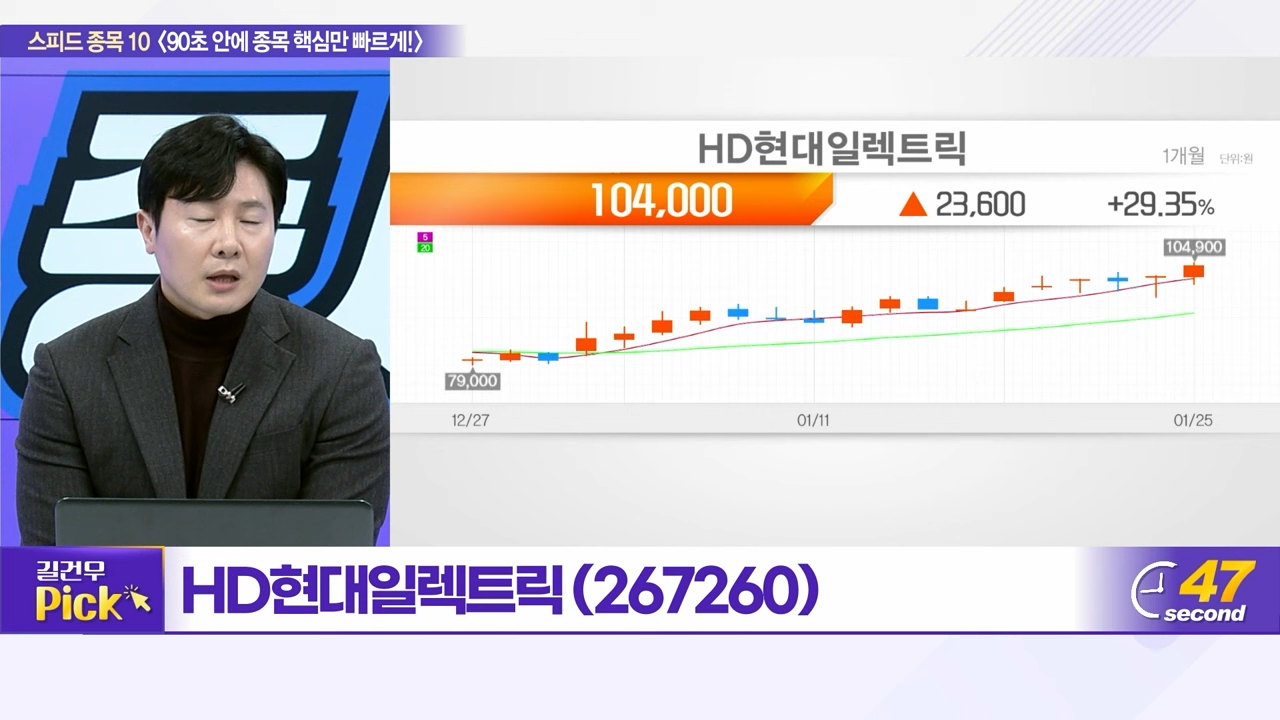 스피드 종목 10 〈90초 안에 종목 핵심만 빠르게!〉
HD현대일렉트릭
1개월 단위:원
104,000 ▲ 23,600 +29.35%
5
20
104,900
79,000
12/27 01/11 01/25
길건무
Pick
HD현대일렉트릭 (267260)
47
second